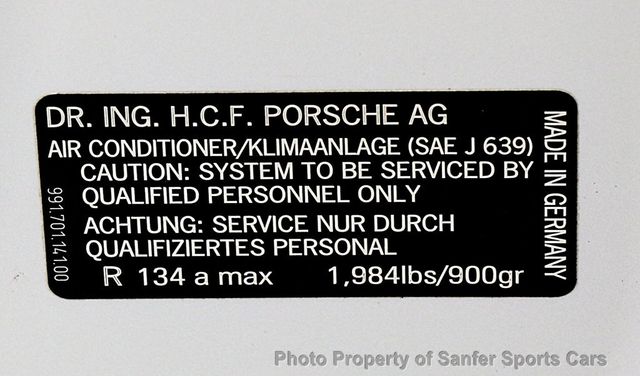 DR. ING. H.C.F. PORSCHE AG
AIR CONDITIONER/KLIMAANLAGE (SAE J 639)
CAUTION: SYSTEM TO BE SERVICED BY
QUALIFIED PERSONNEL ONLY
ACHTUNG: SERVICE NUR DURCH
QUALIFIZIERTES PERSONAL
R 134 a max 1,984lbs/900gr
MADE IN GERMANY
991.701.141.00
Photo Property of Sanfer Sports Cars